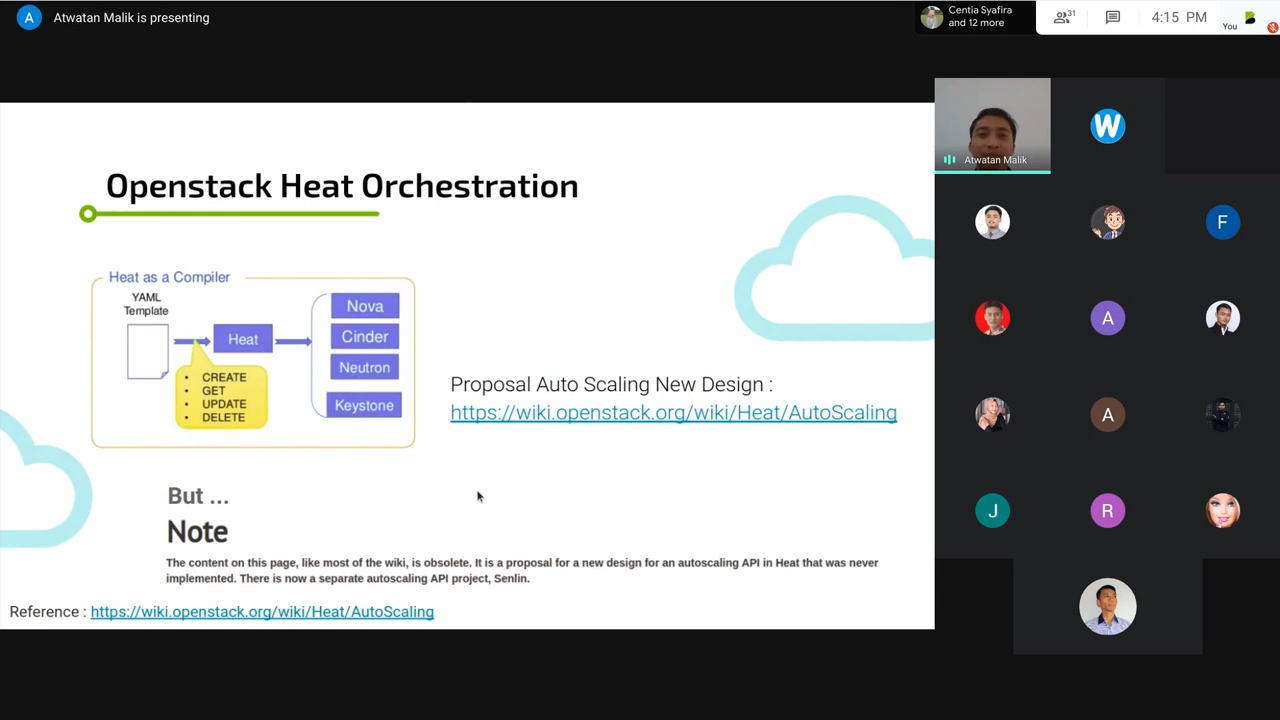 A
Atwatan Malik is presenting
Centia Syafira
and 12 more
31
4:15 PM
You
Openstack Heat Orchestration
Heat as a Compiler
YAML
Template
Heat
• CREATE
• GET
• UPDATE
• DELETE
Nova
Cinder
Neutron
Keystone
Proposal Auto Scaling New Design :
https://wiki.openstack.org/wiki/Heat/AutoScaling
But ...
Note
The content on this page, like most of the wiki, is obsolete. It is a proposal for a new design for an autoscaling API in Heat that was never
implemented. There is now a separate autoscaling API project, Senlin.
Reference : https://wiki.openstack.org/wiki/Heat/AutoScaling
Atwatan Malik
W
F
A
A
J
R